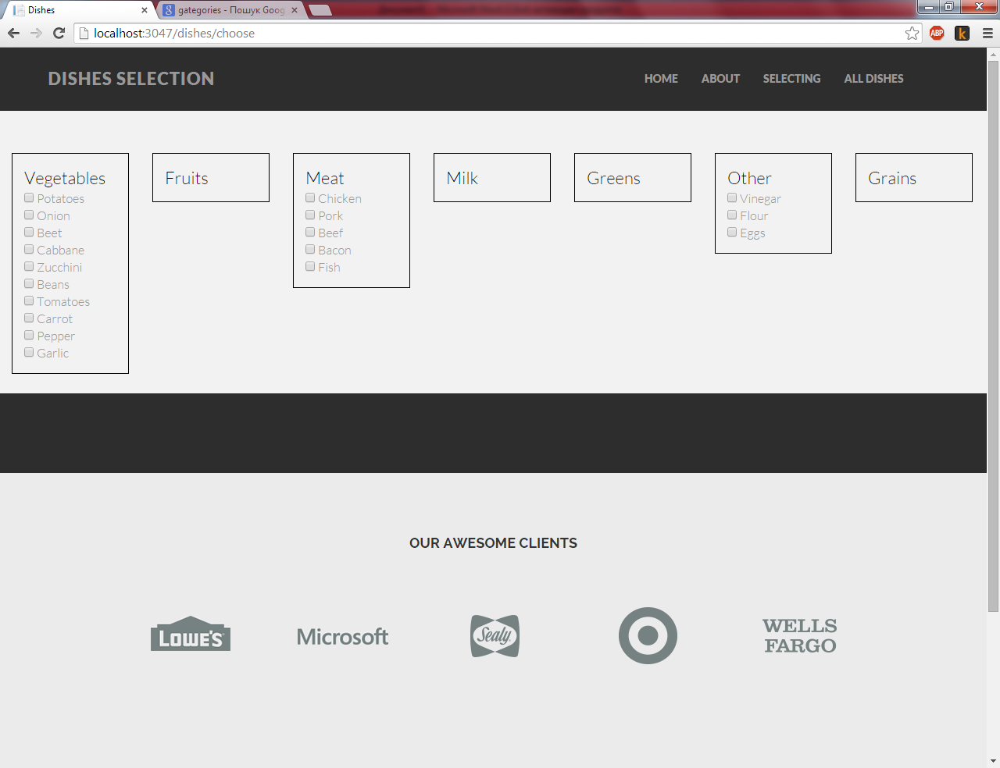 Dishes
gategories - Пошук Goog
localhost:3047/dishes/choose
ABP
k
DISHES SELECTION
HOME ABOUT SELECTING ALL DISHES
Vegetables
Potatoes
Onion
Beet
Cabbane
Zucchini
Beans
Tomatoes
Carrot
Pepper
Garlic
Fruits
Meat
Chicken
Pork
Beef
Bacon
Fish
Milk
Greens
Other
Vinegar
Flour
Eggs
Grains
OUR AWESOME CLIENTS
LOWE'S
Microsoft
Sealy
WELLS
FARGO